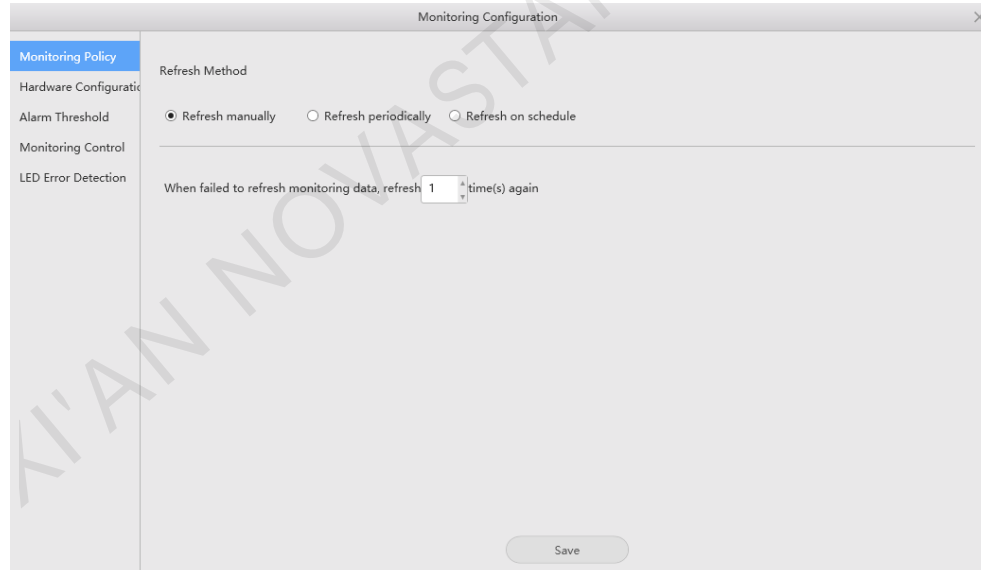 Monitoring Configuration
Monitoring Policy
Hardware Configuratio
Alarm Threshold
Monitoring Control
LED Error Detection
Refresh Method
Refresh manually Refresh periodically Refresh on schedule
When failed to refresh monitoring data, refresh 1 time(s) again
Save
XI'AN NOVASTAR